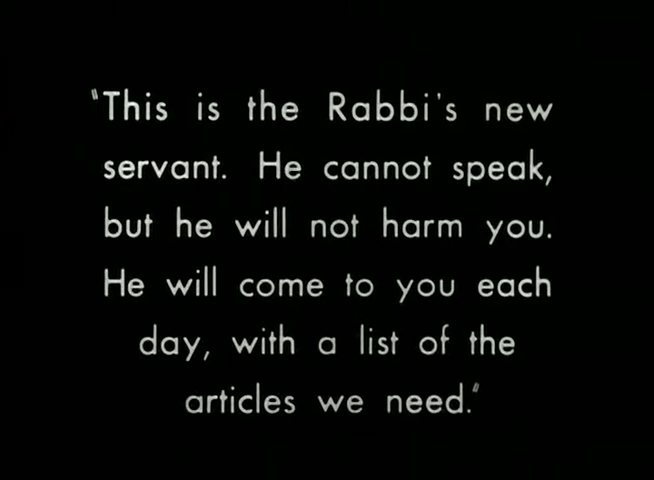 "This is the Rabbi's new
servant. He cannot speak,
but he will not harm you.
He will come to you each
day, with a list of the
articles we need."